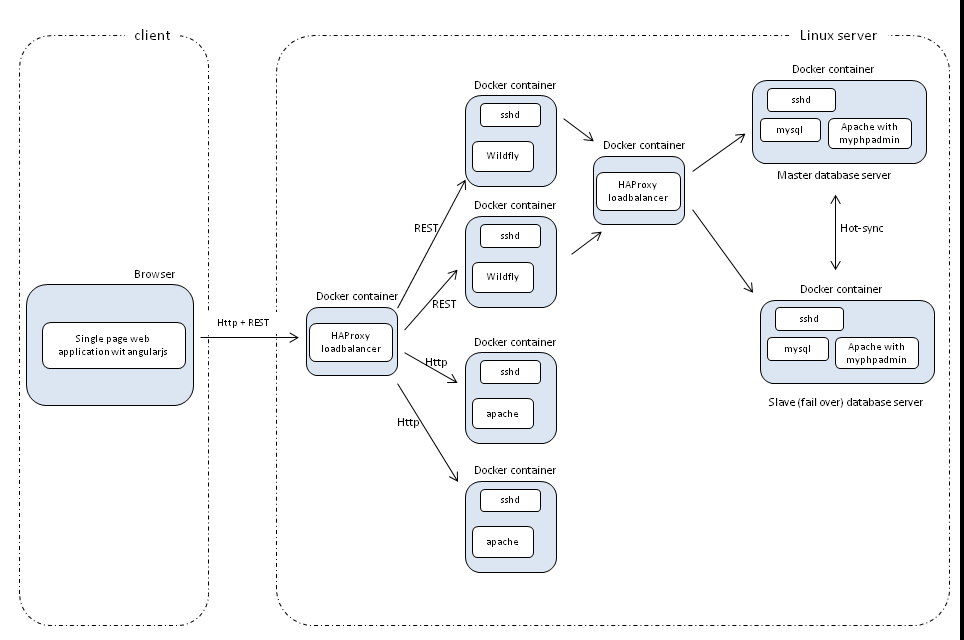 client
Linux server
Docker container
sshd
mysql
Apache with
myphpadmin
Master database server
Docker container
sshd
Wildfly
Docker container
HAProxy
loadbalancer
REST
Docker container
sshd
Wildfly
Hot-sync
Browser
Single page web
application wit angularjs
Http + REST
Docker container
HAProxy
loadbalancer
REST
Http
Http
Docker container
sshd
apache
Docker container
sshd
mysql
Apache with
myphpadmin
Slave (fail over) database server
Docker container
sshd
apache